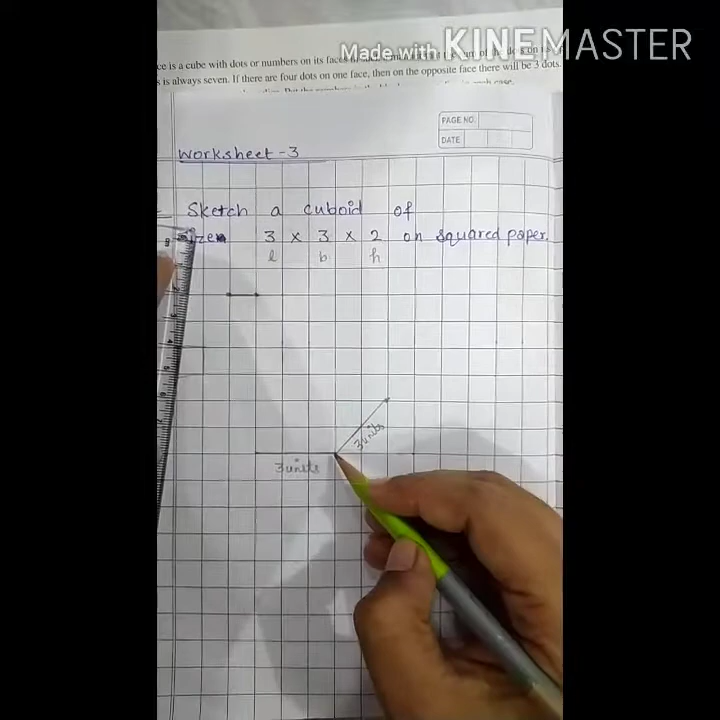 Made with KINEMASTER
ce is a cube with dots or numbers on its faces
s is always seven. If there are four dots on one face, then on the opposite face there will be 3 dots.
PAGE NO.
DATE
Worksheet - 3
Sketch a cuboid of
size 3 × 3 × 2 on squared paper.
l b h
3 units
3 units